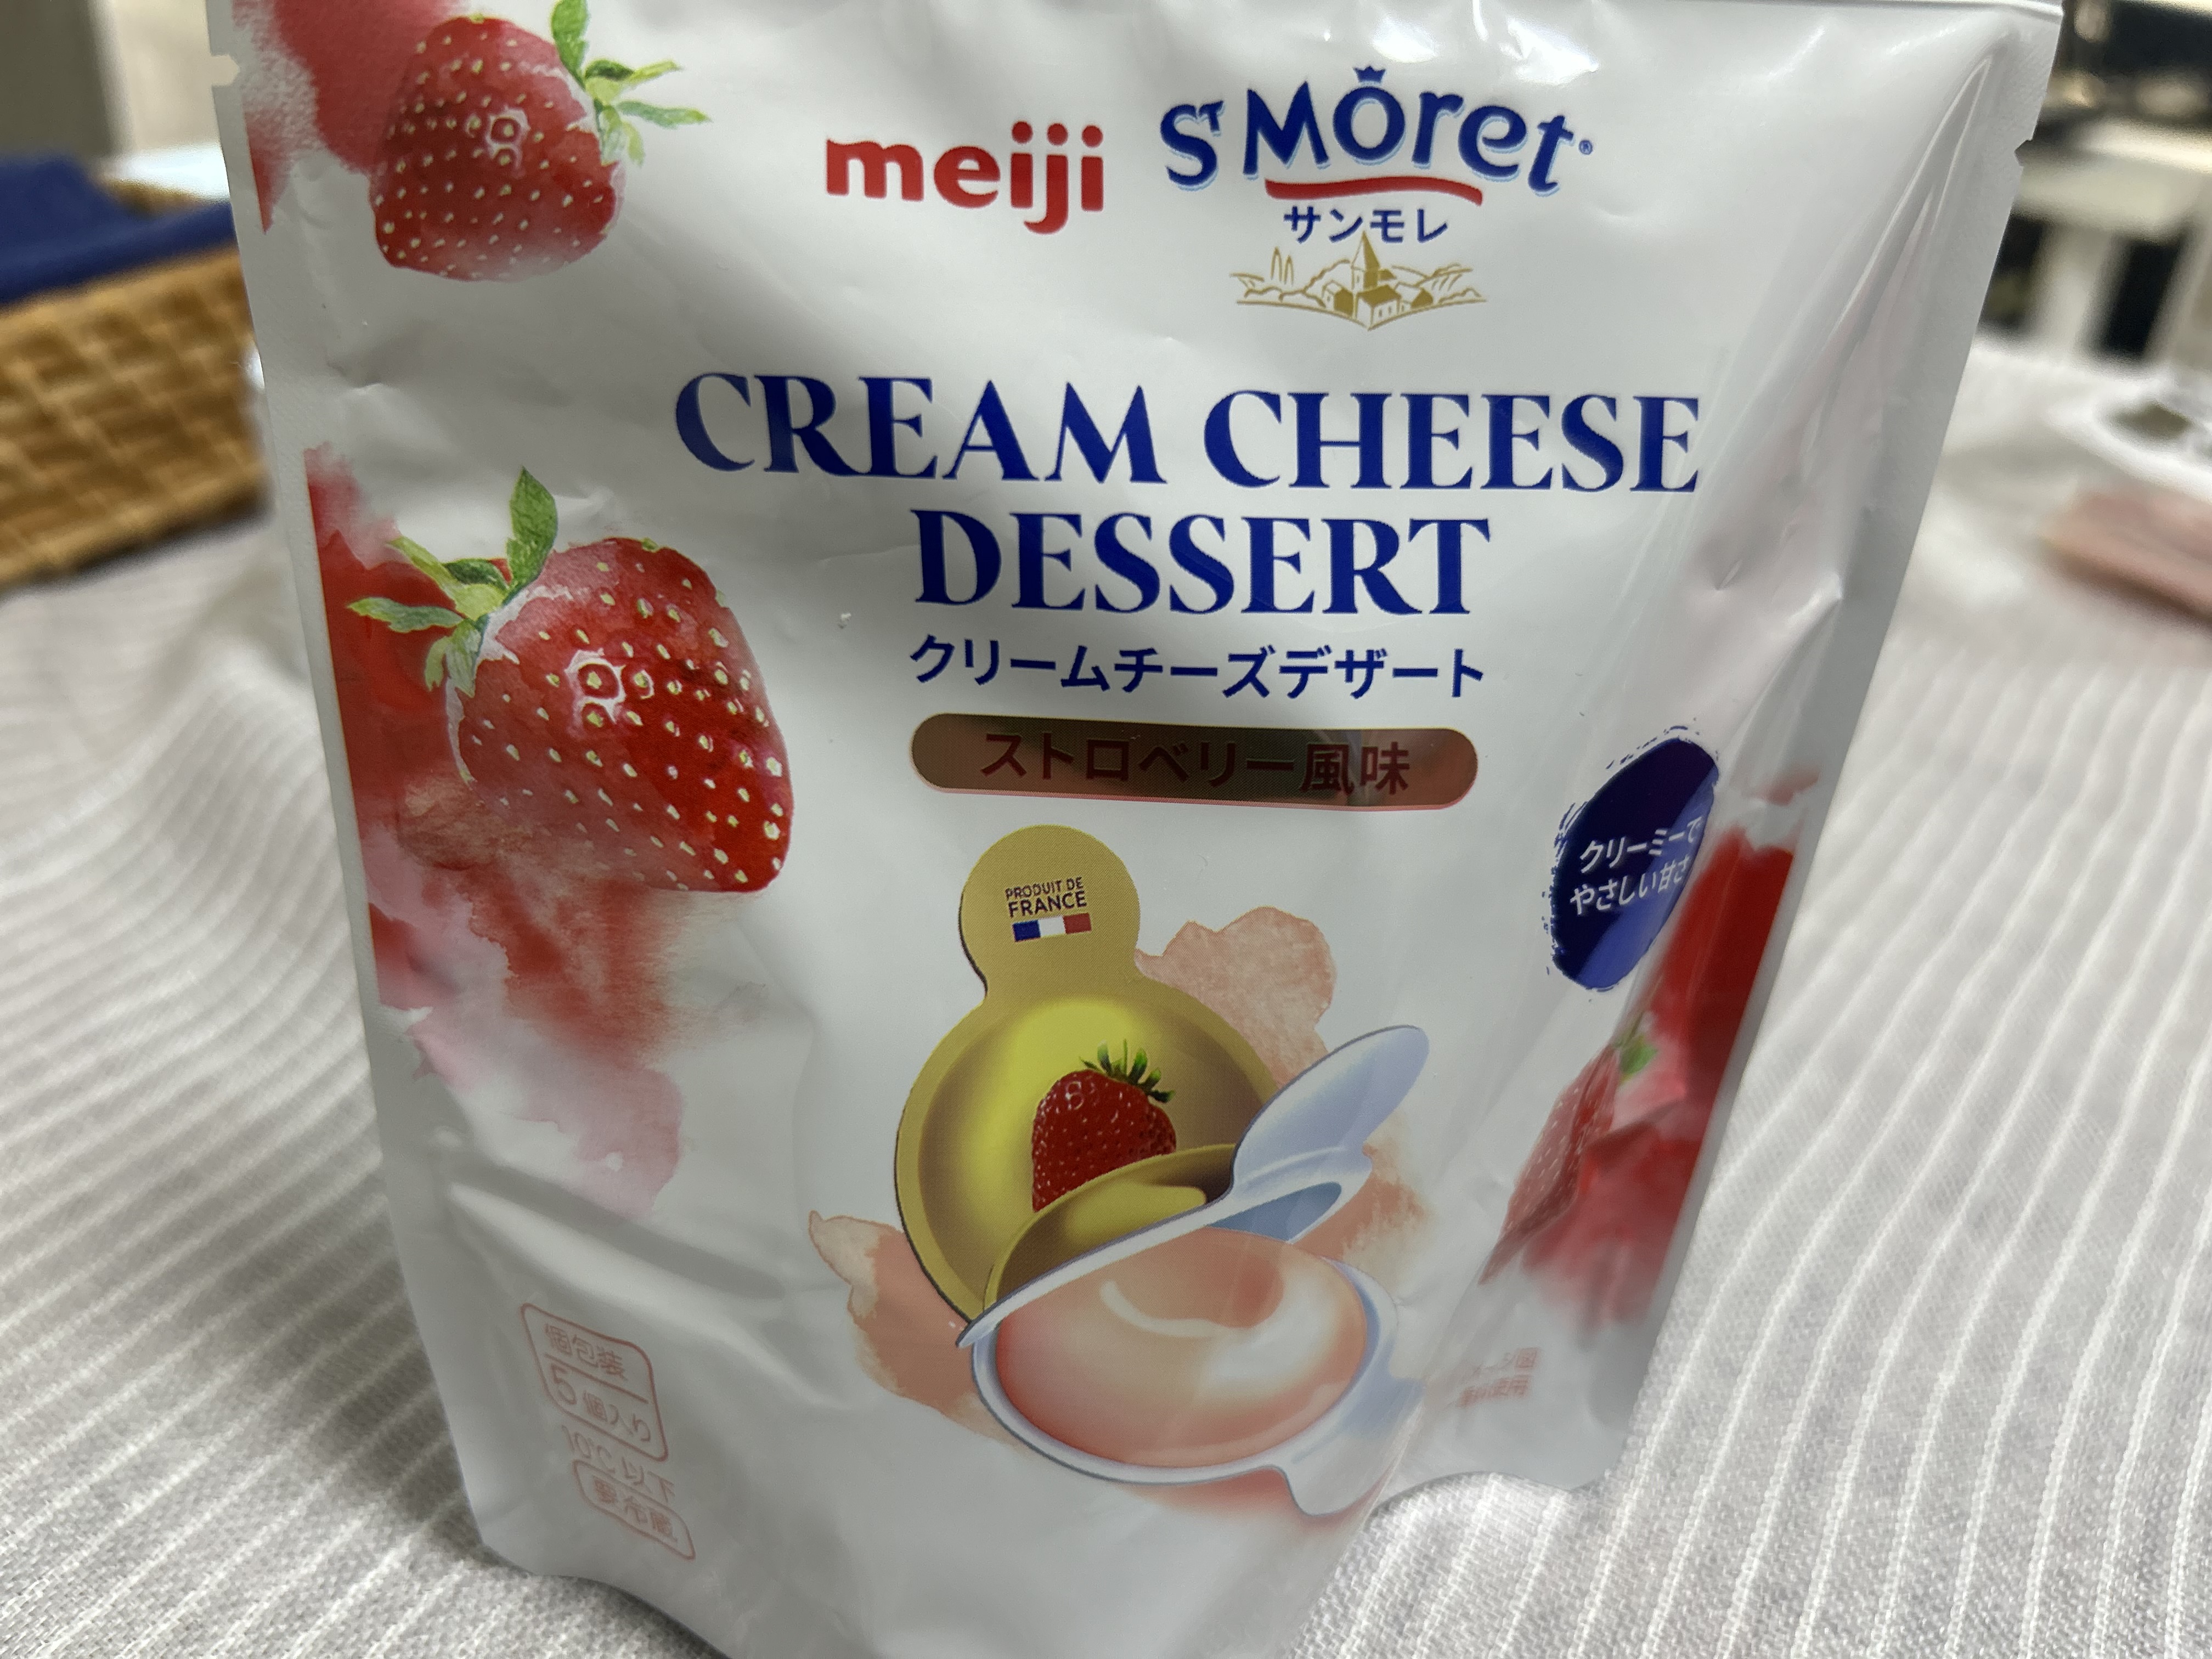 meiji
St Môret®
サンモレ
CREAM CHEESE
DESSERT
クリームチーズデザート
ストロベリー風味
クリーミーで
やさしい甘さ
PRODUIT DE
FRANCE
個包装
5個入り
10℃以下
要冷蔵